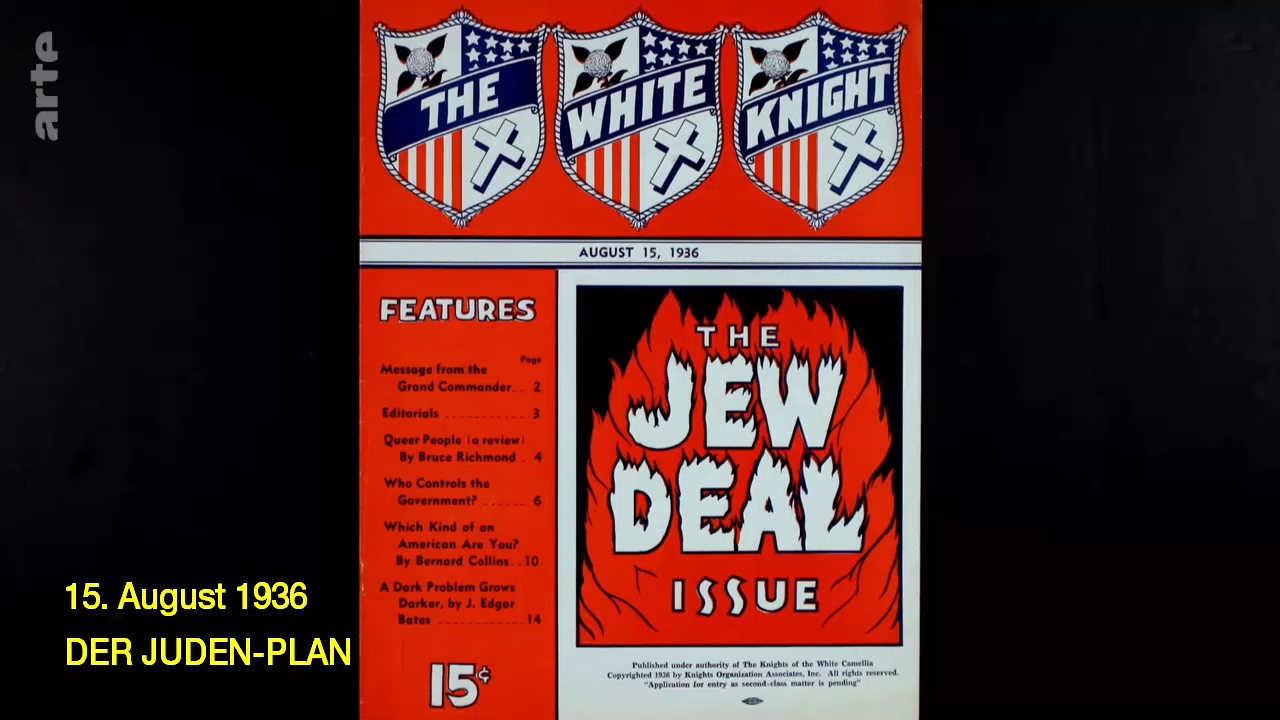 arte
THE WHITE KNIGHT
AUGUST 15, 1936
FEATURES
Page
Message from the
Grand Commander 2
Editorials 3
Queer People (a review)
By Bruce Richmond 4
Who Controls the
Government? 6
Which Kind of an
American Are You?
By Bernard Collins 10
A Dark Problem Grows
Darker, by J. Edgar
Bates 14
15¢
THE
JEW
DEAL
ISSUE
Published under authority of The Knights of the White Camellia
Copyrighted 1936 by Knights Organization Associates, Inc. All rights reserved.
"Application for entry as second-class matter is pending"
15. August 1936
DER JUDEN-PLAN